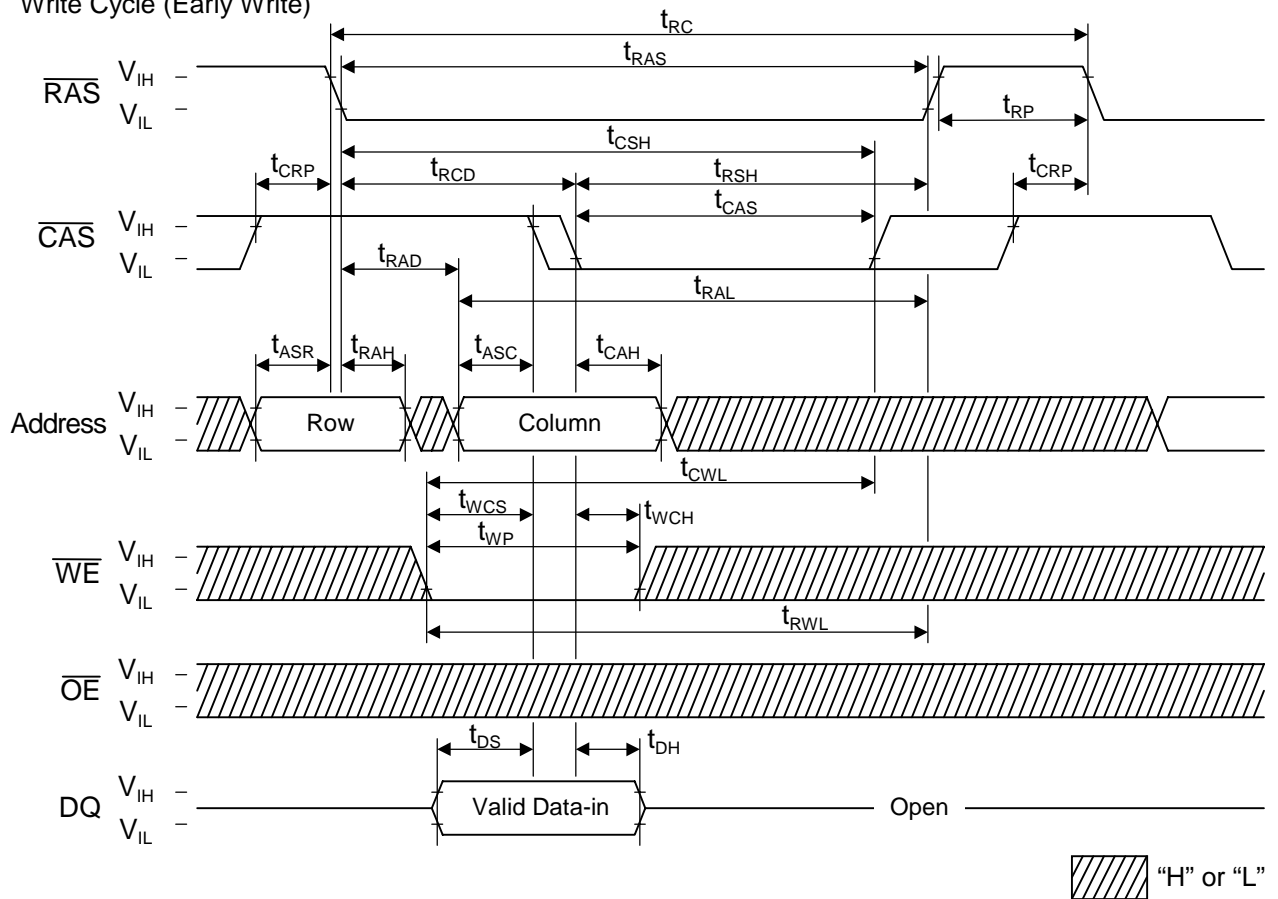 Write Cycle (Early Write)
tRC
tRAS
RAS VIH
VIL
tRP
tCSH
tCRP tRCD tRSH tCRP
tCAS
CAS VIH
VIL
tRAD
tRAL
tASR tRAH tASC tCAH
Address VIH
VIL
Row Column
tCWL
tWCS tWCH
tWP
WE VIH
VIL
tRWL
OE VIH
VIL
tDS tDH
DQ VIH
VIL
Valid Data-in Open
“H” or “L”